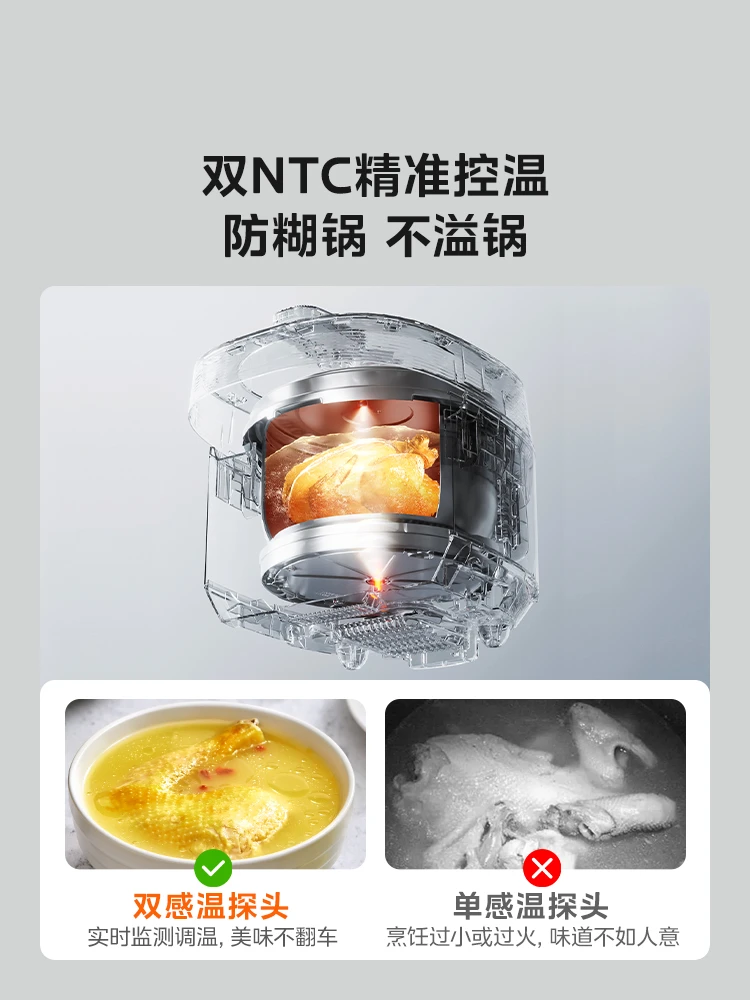 双NTC精准控温
防糊锅 不溢锅
双感温探头
实时监测调温, 美味不翻车
单感温探头
烹饪过小或过火, 味道不如人意